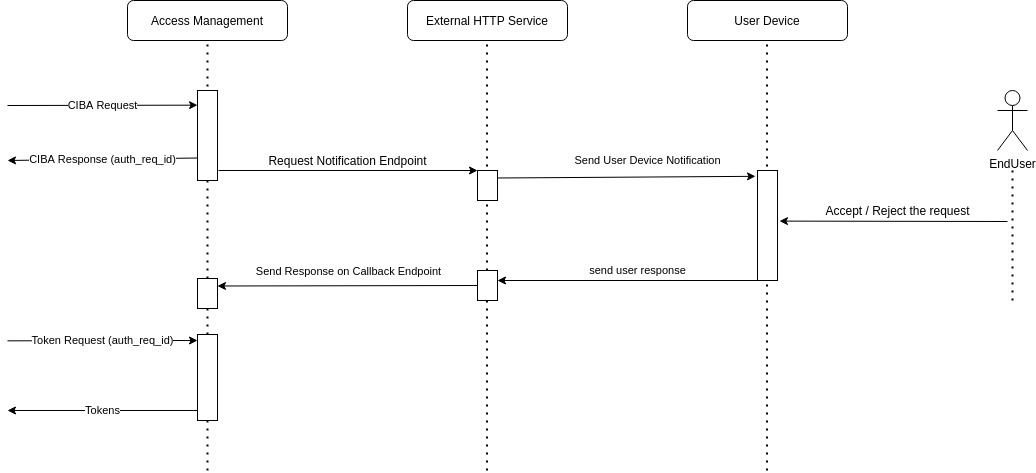 Access Management
External HTTP Service
User Device
CIBA Request
EndUser
CIBA Response (auth_req_id)
Request Notification Endpoint
Send User Device Notification
Accept / Reject the request
Send Response on Callback Endpoint
send user response
Token Request (auth_req_id)
Tokens